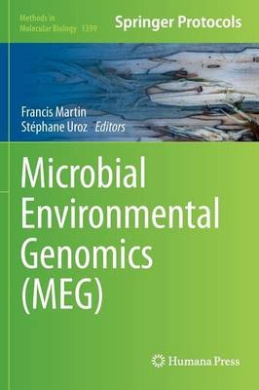 Methods in
Molecular Biology 1399
Springer Protocols
Francis Martin
Stéphane Uroz Editors
Microbial
Environmental
Genomics
(MEG)
Humana Press